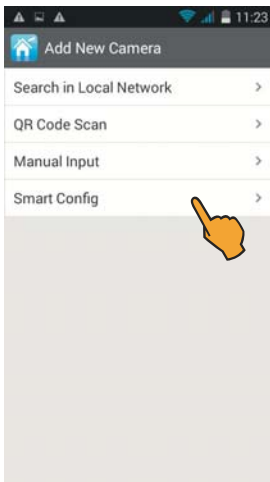 11:23
Add New Camera
Search in Local Network
QR Code Scan
Manual Input
Smart Config